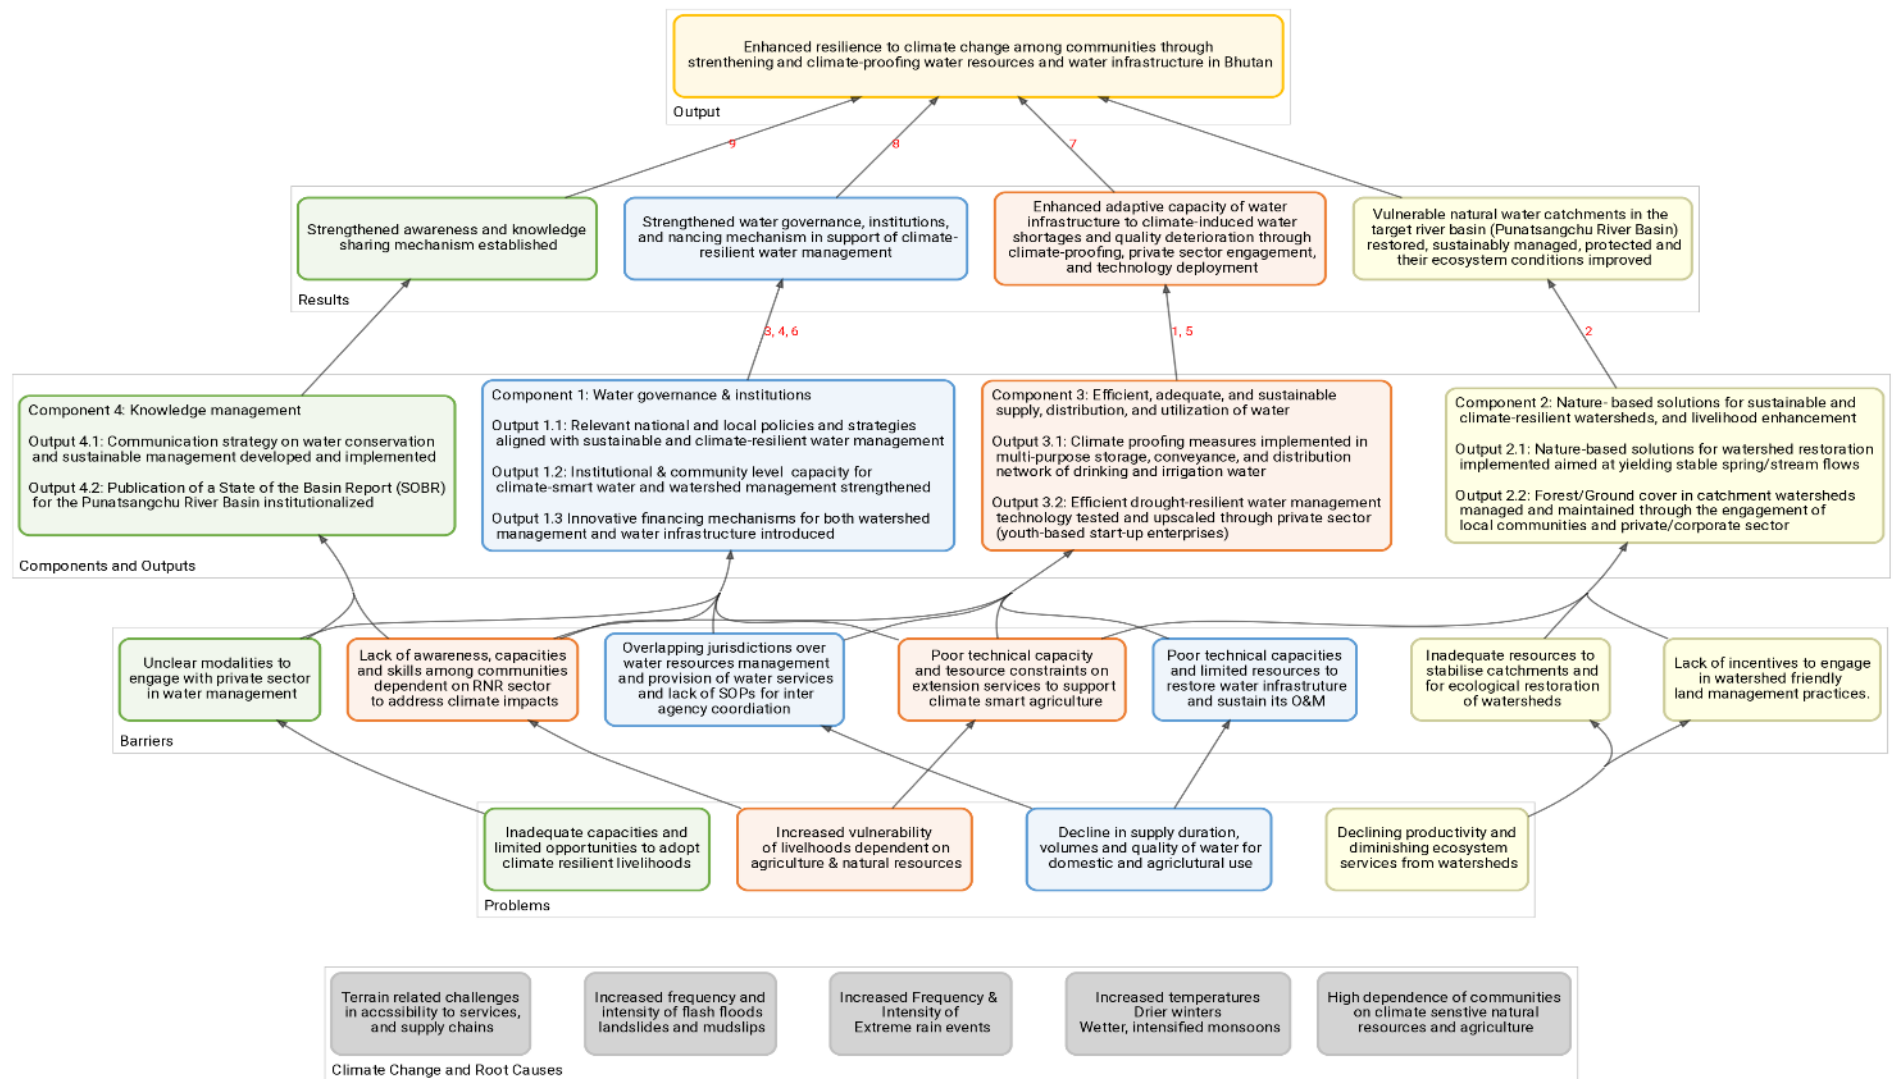 Enhanced resilience to climate change among communities through
strenthening and climate-proofing water resources and water infrastructure in Bhutan
Output
9
8
7
Strengthened awareness and knowledge
sharing mechanism established
Strengthened water governance, institutions,
and nancing mechanism in support of climate-
resilient water management
Enhanced adaptive capacity of water
infrastructure to climate-induced water
shortages and quality deterioration through
climate-proofing, private sector engagement,
and technology deployment
Vulnerable natural water catchments in the
target river basin (Punatsangchu River Basin)
restored, sustainably managed, protected and
their ecosystem conditions improved
Results
3, 4, 6
1, 5
2
Component 4: Knowledge management
Output 4.1: Communication strategy on water conservation
and sustainable management developed and implemented
Output 4.2: Publication of a State of the Basin Report (SOBR)
for the Punatsangchu River Basin institutionalized
Component 1: Water governance & institutions
Output 1.1: Relevant national and local policies and strategies
aligned with sustainable and climate-resilient water management
Output 1.2: Institutional & community level capacity for
climate-smart water and watershed management strengthened
Output 1.3 Innovative financing mechanisms for both watershed
management and water infrastructure introduced
Component 3: Efficient, adequate, and sustainable
supply, distribution, and utilization of water
Output 3.1: Climate proofing measures implemented in
multi-purpose storage, conveyance, and distribution
network of drinking and irrigation water
Output 3.2: Efficient drought-resilient water management
technology tested and upscaled through private sector
(youth-based start-up enterprises)
Component 2: Nature- based solutions for sustainable and
climate-resilient watersheds, and livelihood enhancement
Output 2.1: Nature-based solutions for watershed restoration
implemented aimed at yielding stable spring/stream flows
Output 2.2: Forest/Ground cover in catchment watersheds
managed and maintained through the engagement of
local communities and private/corporate sector
Components and Outputs
Unclear modalities to
engage with private sector
in water management
Lack of awareness, capacities
and skills among communities
dependent on RNR sector
to address climate impacts
Overlapping jurisdictions over
water resources management
and provision of water services
and lack of SOPs for inter
agency coordiation
Poor technical capacity
and tesource constraints on
extension services to support
climate smart agriculture
Poor technical capacities
and limited resources to
restore water infrastruture
and sustain its O&M
Inadequate resources to
stabilise catchments and
for ecological restoration
of watersheds
Lack of incentives to engage
in watershed friendly
land management practices.
Barriers
Inadequate capacities and
limited opportunities to adopt
climate resilient livelihoods
Increased vulnerability
of livelhoods dependent on
agriculture & natural resources
Decline in supply duration,
volumes and quality of water for
domestic and agriclutural use
Declining productivity and
diminishing ecosystem
services from watersheds
Problems
Terrain related challenges
in accssibility to services,
and supply chains
Increased frequency and
intensity of flash floods
landslides and mudslips
Increased Frequency &
Intensity of
Extreme rain events
Increased temperatures
Drier winters
Wetter, intensified monsoons
High dependence of communities
on climate senstive natural
resources and agriculture
Climate Change and Root Causes